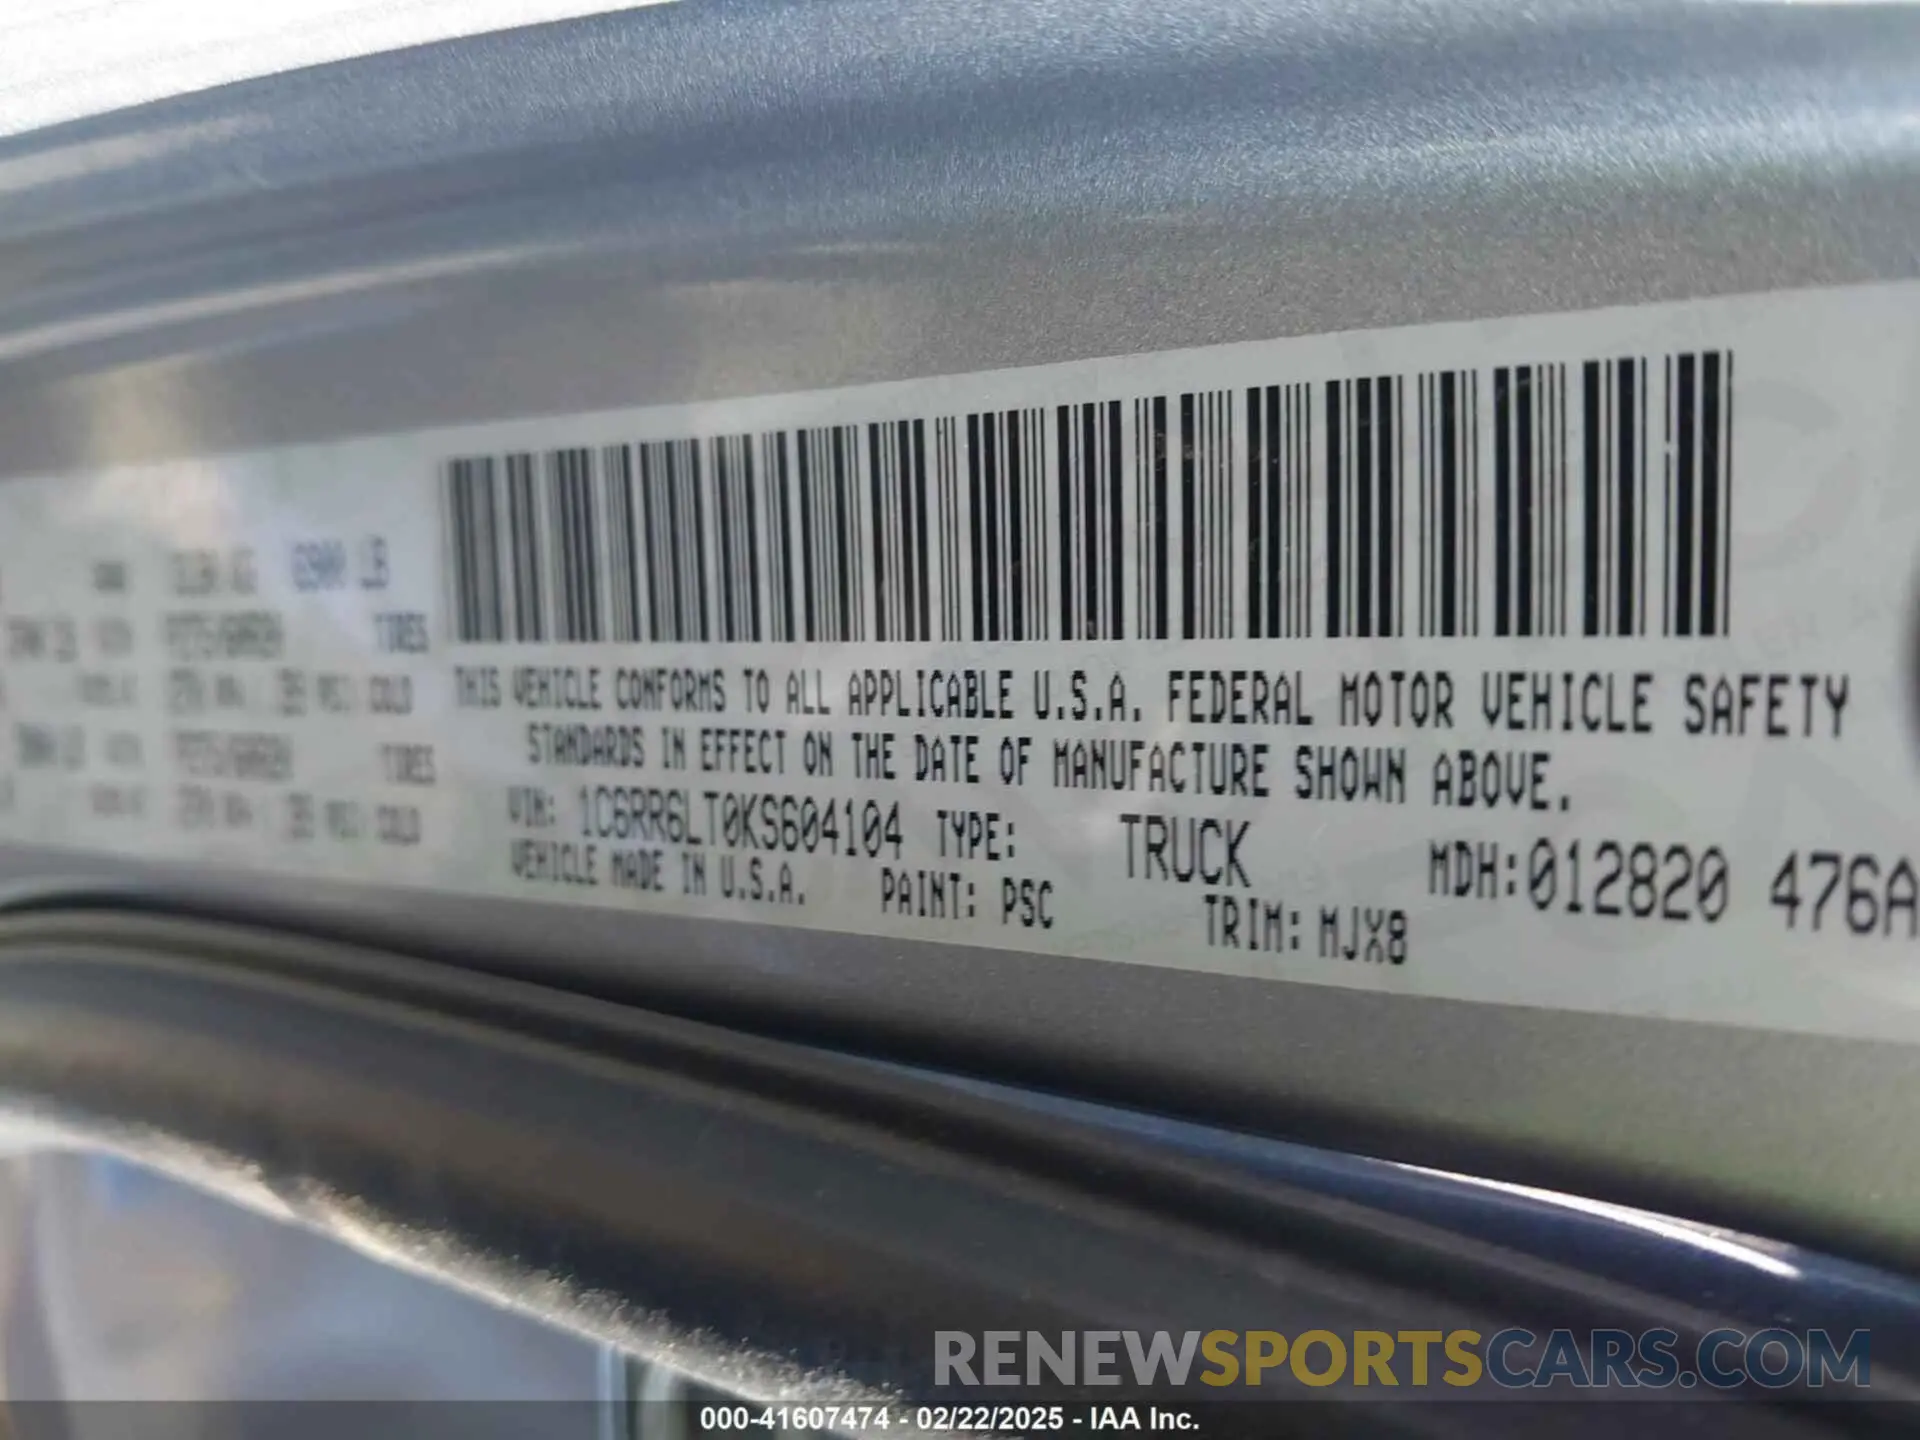 6900 LB
TIRES
COLD
TIRES
COLD
THIS VEHICLE CONFORMS TO ALL APPLICABLE U.S.A. FEDERAL MOTOR VEHICLE SAFETY
STANDARDS IN EFFECT ON THE DATE OF MANUFACTURE SHOWN ABOVE.
VIN: 1C6RR6LT0KS604104 TYPE: TRUCK MDH:012820 476A
VEHICLE MADE IN U.S.A. PAINT: PSC TRIM: MJX8
RENEWSPORTSCARS.COM
000-41607474 - 02/22/2025 - IAA Inc.